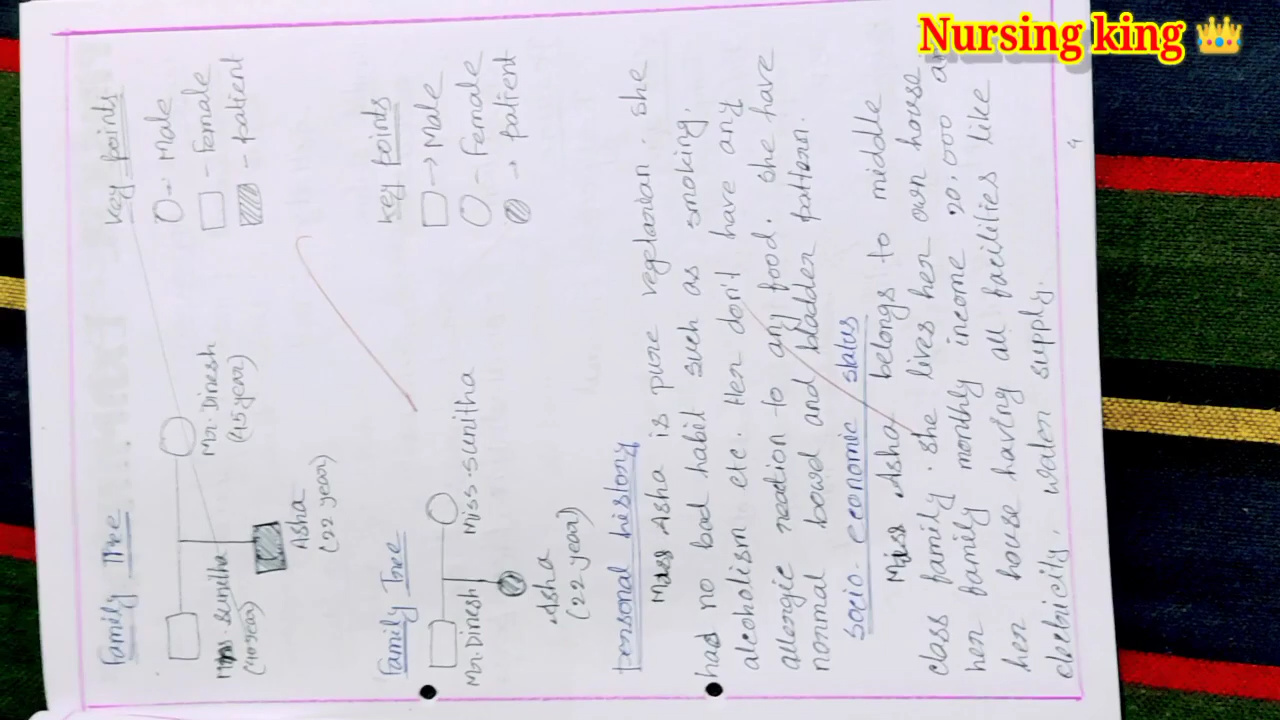 Nursing king 👑
Family Tree
Key points
O → Male
□ - female
▨ - patient
Mr. Dinesh
(45 year)
Sunitha
(40 year)
Asha
(22 year)
Family Tree
Key points
□ → Male
O - Female
→ patient
Mr. Dinesh
Miss - Sunitha
Asha
(22 year)
personal history
Miss Asha is pure vegetarian. she
had no bad habit such as smoking,
alcoholism etc. Her don't have any
allergic reaction to any food. she have
normal bowd and bladder pattern.
socio-economic status
Miss Asha belongs to middle
class family. she lives her own house
her family monthly income 20,000 an
her house having all facilities like
electricity, water supply.
4